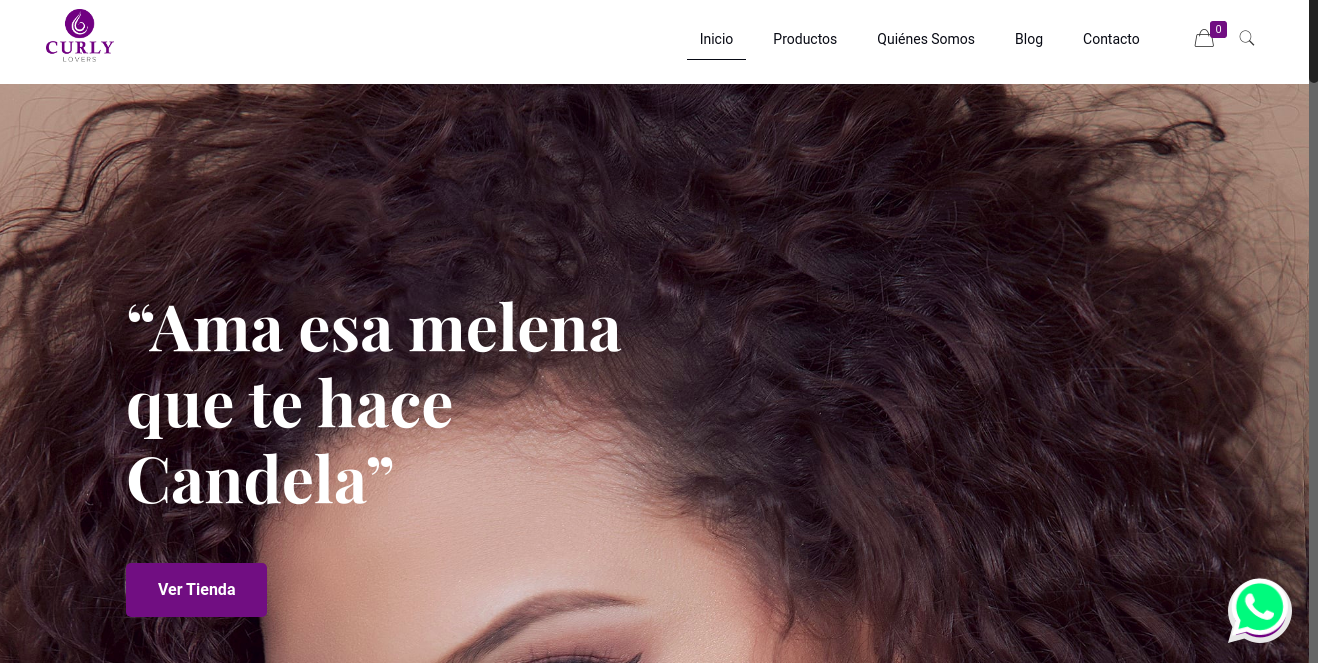 CURLY
LOVERS
Inicio
Productos
Quiénes Somos
Blog
Contacto
0
“Ama esa melena
que te hace
Candela”
Ver Tienda